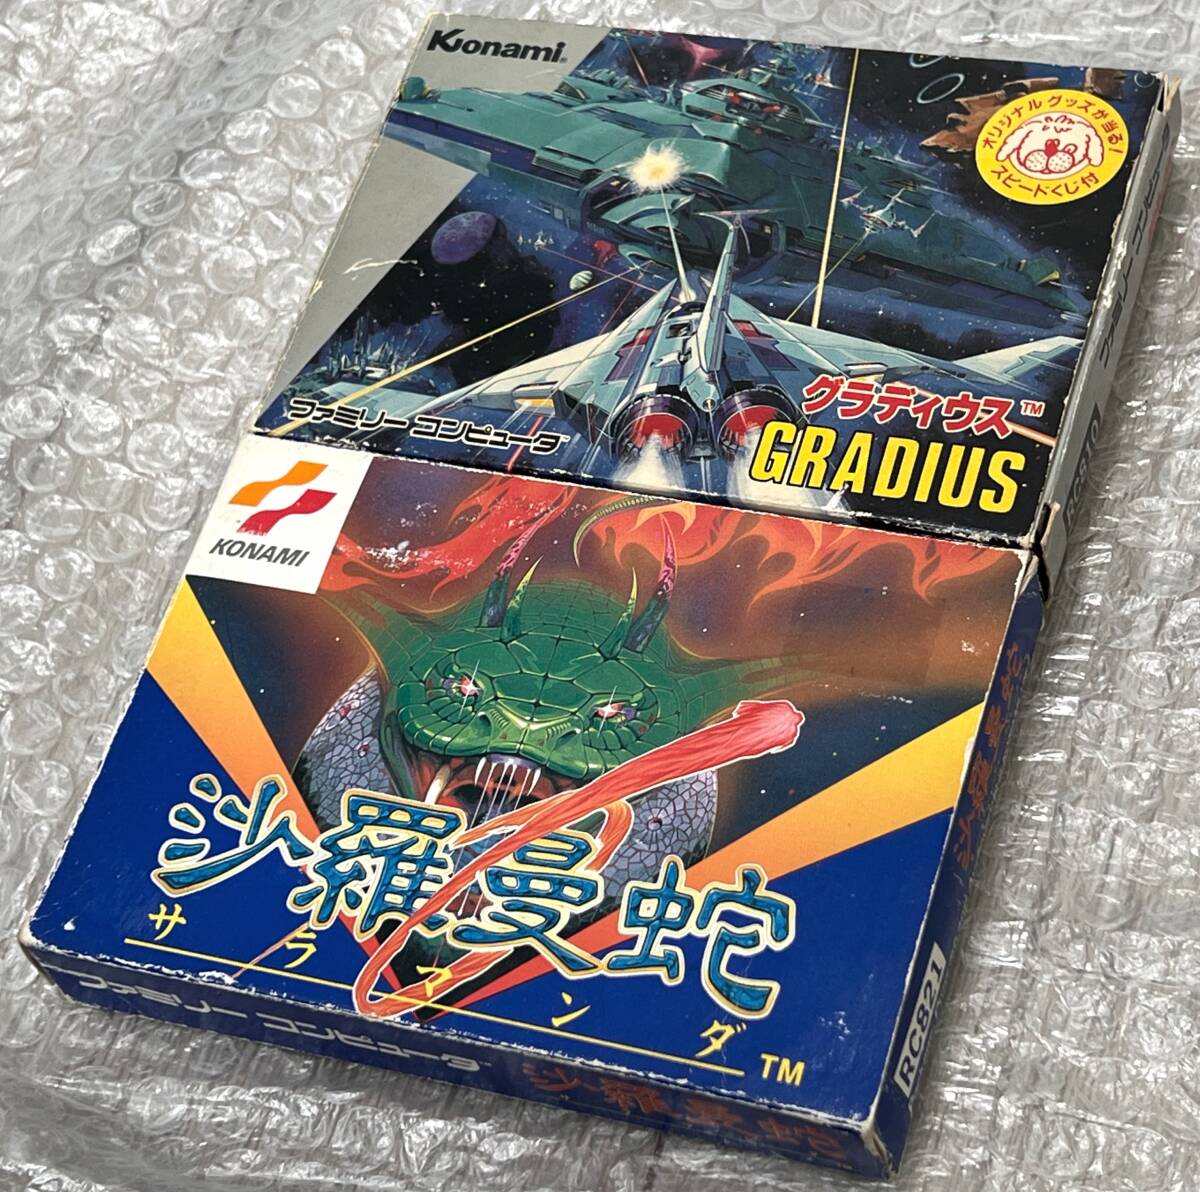 Konami®
オリジナル グッズが当る!
スピードくじ付
ファミリー コンピュータ™
グラディウス™
GRADIUS
ファミリー コンピュータ
KONAMI
沙羅曼蛇
サラマンダ
™
沙羅曼蛇
RC821
ファミリー コンピュータ
沙羅曼蛇